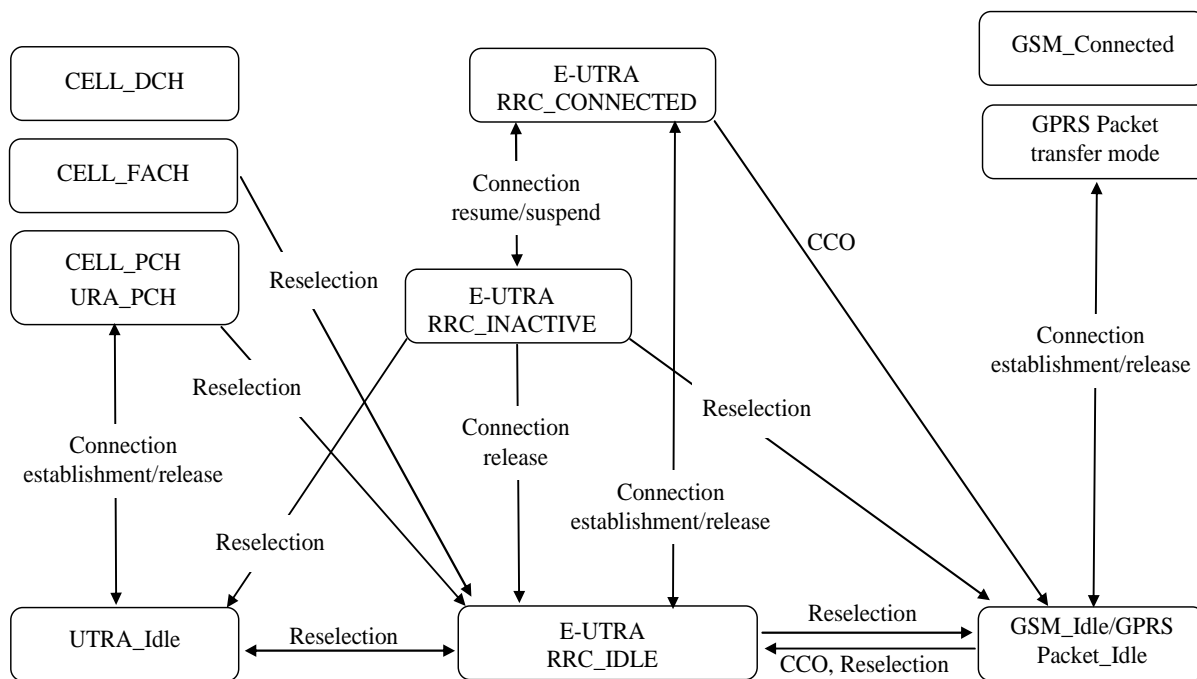 GSM_Connected
CELL_DCH
E-UTRA
RRC_CONNECTED
GPRS Packet
transfer mode
CELL_FACH
Connection
resume/suspend
CCO
CELL_PCH
URA_PCH
Reselection
E-UTRA
RRC_INACTIVE
Connection
establishment/release
Reselection
Reselection
Connection
release
Connection
establishment/release
Connection
establishment/release
Reselection
UTRA_Idle
Reselection
E-UTRA
RRC_IDLE
Reselection
CCO, Reselection
GSM_Idle/GPRS
Packet_Idle